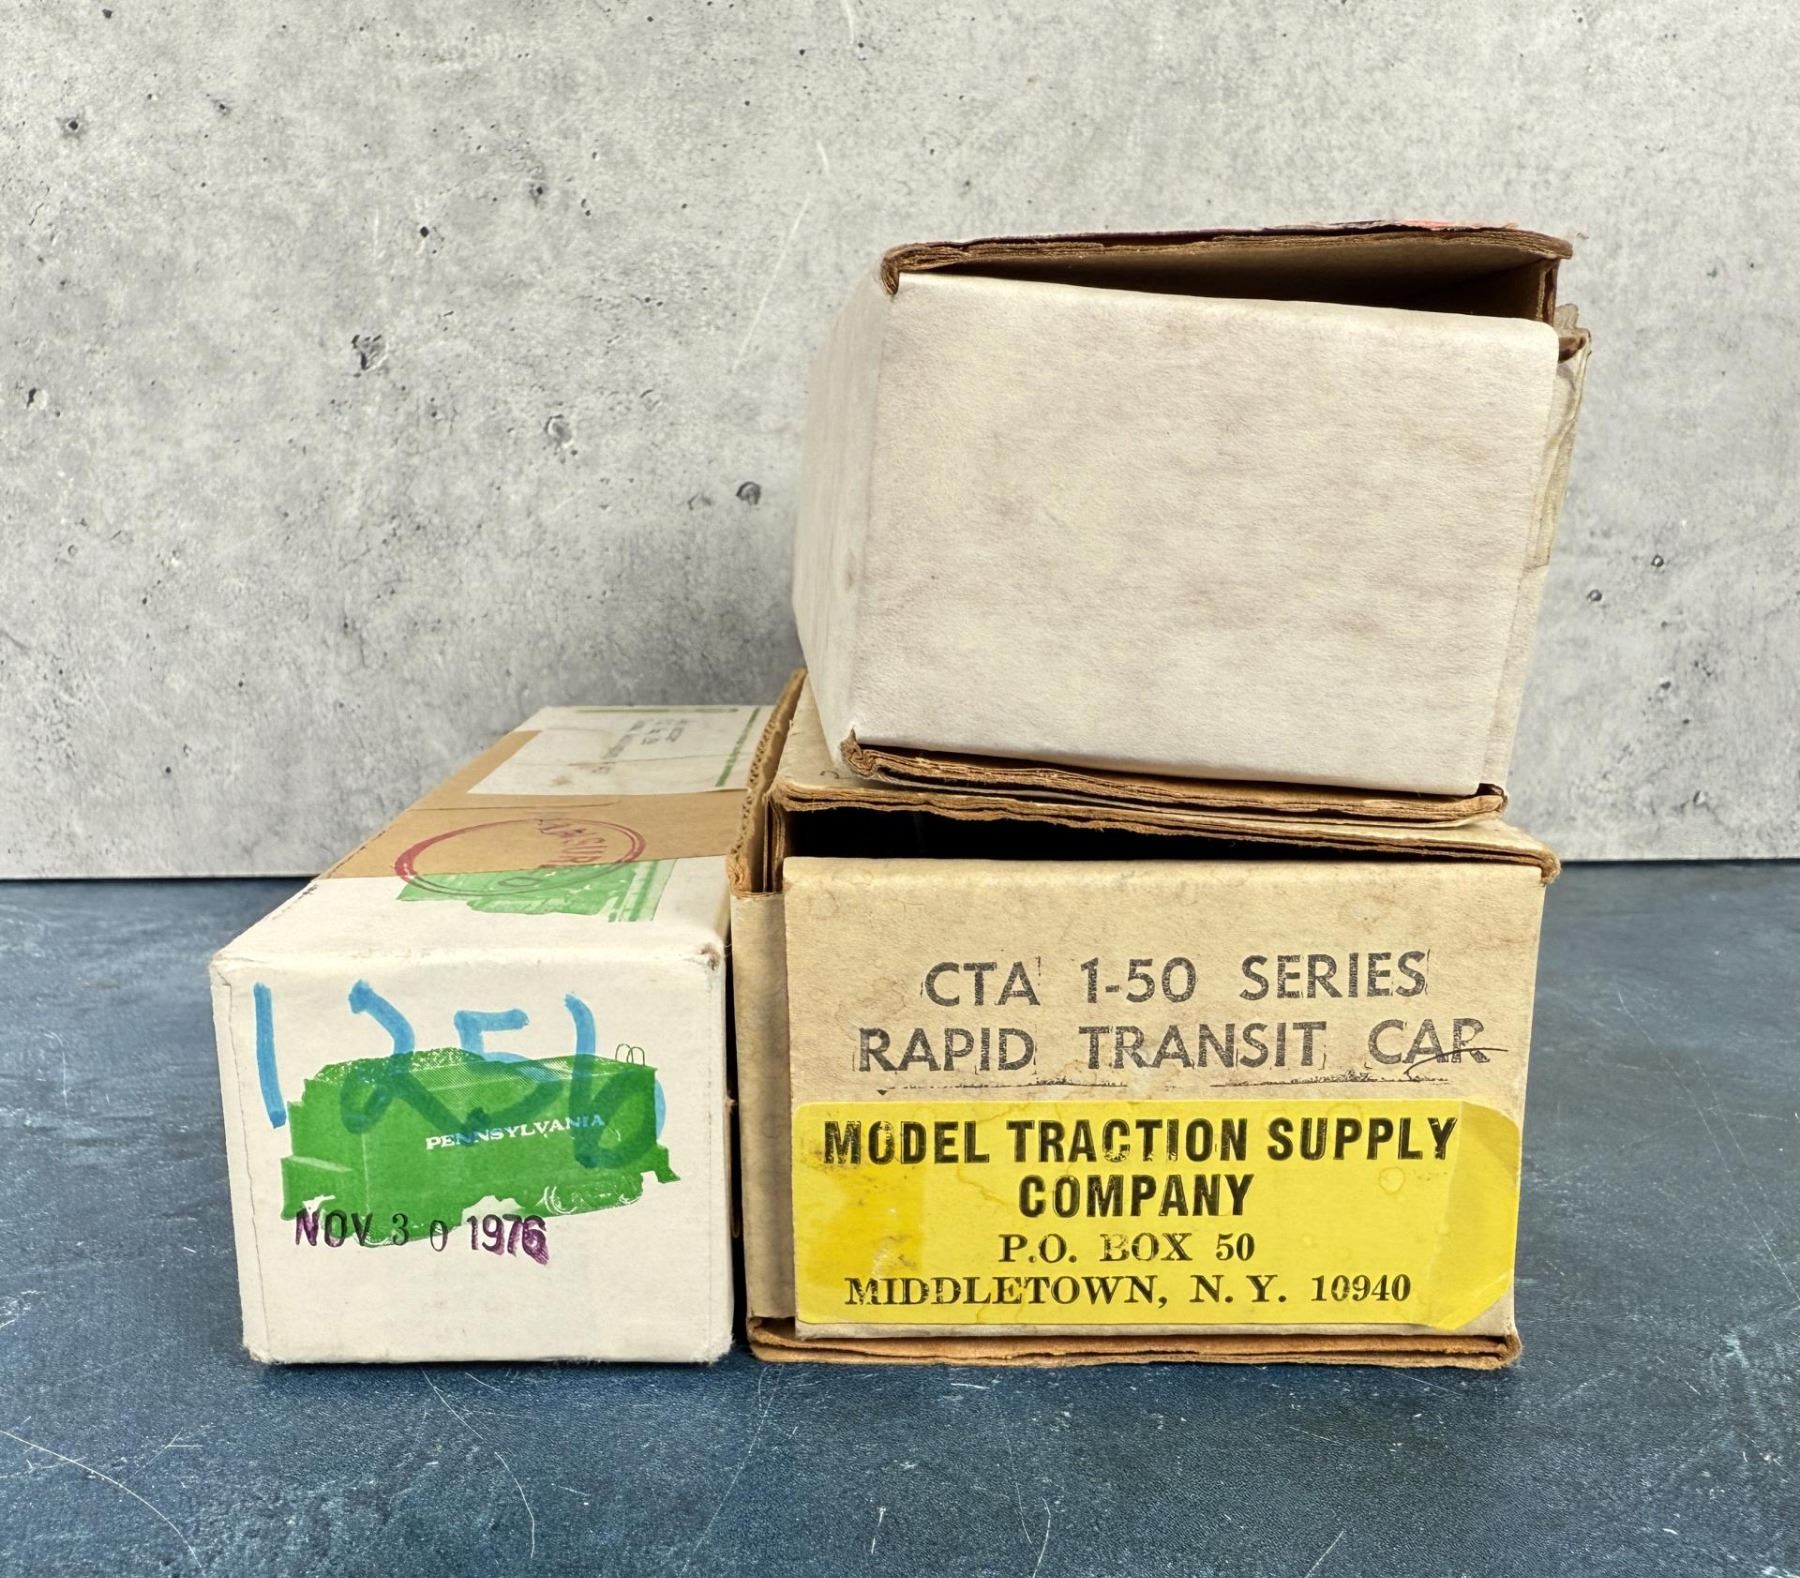 1256
PENNSYLVANIA
NOV 30 1976
INSURED
CTA 1-50 SERIES
RAPID TRANSIT CAR
MODEL TRACTION SUPPLY
COMPANY
P.O. BOX 50
MIDDLETOWN, N. Y. 10940